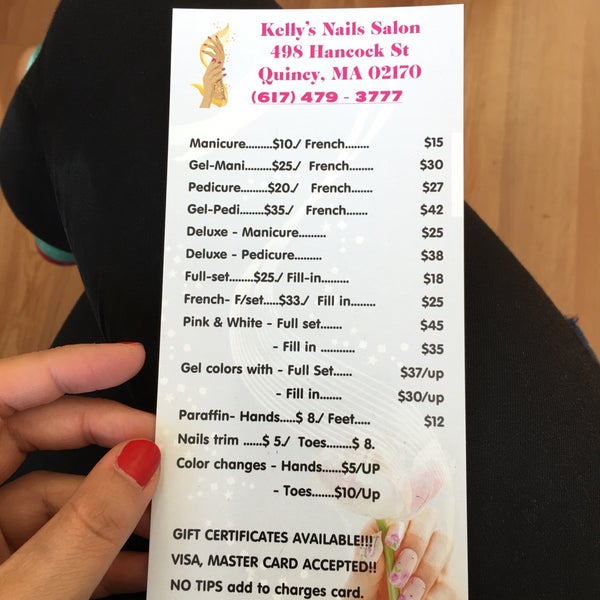 Kelly's Nails Salon
498 Hancock St
Quincy, MA 02170
(617) 479 - 3777
Manicure.........$10./ French........ $15
Gel-Mani.........$25./ French........ $30
Pedicure.........$20./ French....... $27
Gel-Pedi........$35./ French....... $42
Deluxe - Manicure......... $25
Deluxe - Pedicure......... $38
Full-set........$25./ Fill-in.......... $18
French- F/set.....$33./ Fill in......... $25
Pink & White - Full set....... $45
- Fill in ............ $35
Gel colors with - Full Set...... $37/up
- Fill in....... $30/up
Paraffin- Hands.....$ 8./ Feet..... $12
Nails trim ......$ 5./ Toes........$ 8.
Color changes - Hands......$5/UP
- Toes.......$10/Up
GIFT CERTIFICATES AVAILABLE!!!
VISA, MASTER CARD ACCEPTED!!
NO TIPS add to charges card.